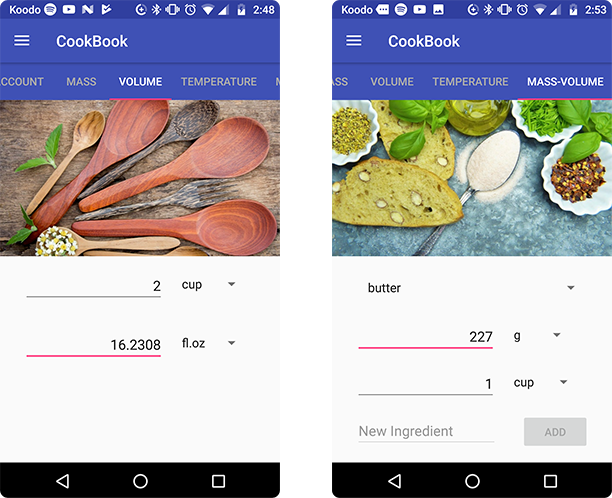 Koodo 2:48
CookBook
CCOUNT MASS VOLUME TEMPERATURE M
2 cup
16.2308 fl.oz
Koodo 2:53
CookBook
ASS VOLUME TEMPERATURE MASS-VOLUME
butter
227 g
1 cup
New Ingredient ADD